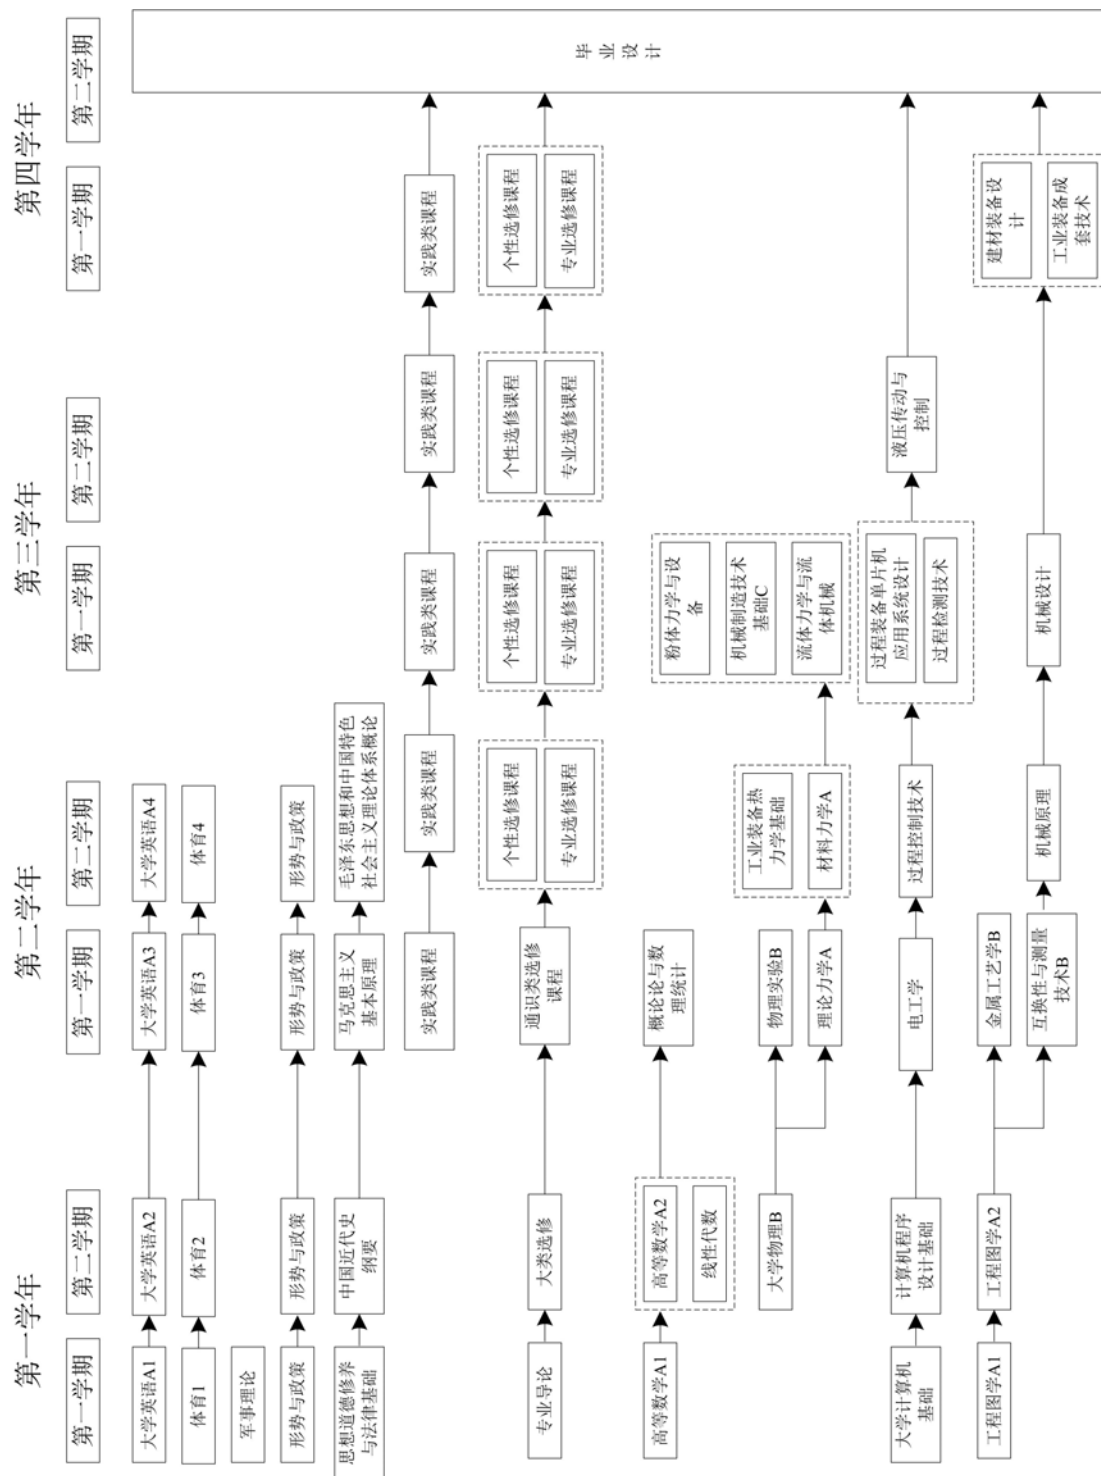 第一学年
第二学年
第三学年
第四学年
第一学期
第二学期
第一学期
第二学期
第一学期
第二学期
第一学期
第二学期
大学英语A1
大学英语A2
大学英语A3
大学英语A4
体育1
体育2
体育3
体育4
军事理论
形势与政策
形势与政策
形势与政策
形势与政策
思想道德修养
与法律基础
中国近代史
纲要
马克思主义
基本原理
毛泽东思想和中国特色
社会主义理论体系概论
实践类课程
实践类课程
实践类课程
实践类课程
实践类课程
专业导论
大类选修
通识类选修
课程
个性选修课程
专业选修课程
个性选修课程
专业选修课程
个性选修课程
专业选修课程
个性选修课程
专业选修课程
高等数学A1
高等数学A2
线性代数
概论论与数
理统计
大学物理B
物理实验B
理论力学A
工业装备热
力学基础
材料力学A
粉体力学与设
备
机械制造技术
基础C
流体力学与流
体机械
大学计算机
基础
计算机程序
设计基础
电工学
过程控制技术
过程装备单片机
应用系统设计
过程检测技术
液压传动与
控制
工程图学A1
工程图学A2
金属工艺学B
互换性与测量
技术B
机械原理
机械设计
建材装备设
计
工业装备成
套技术
毕业设计